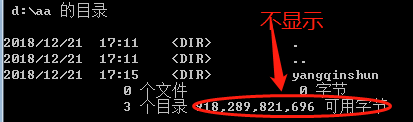 不显示
d:\aa 的目录
2018/12/21 17:11 <DIR> .
2018/12/21 17:11 <DIR> ..
2018/12/21 17:15 <DIR> yangqinshun
0 个文件 0 字节
3 个目录 918,289,821,696 可用字节